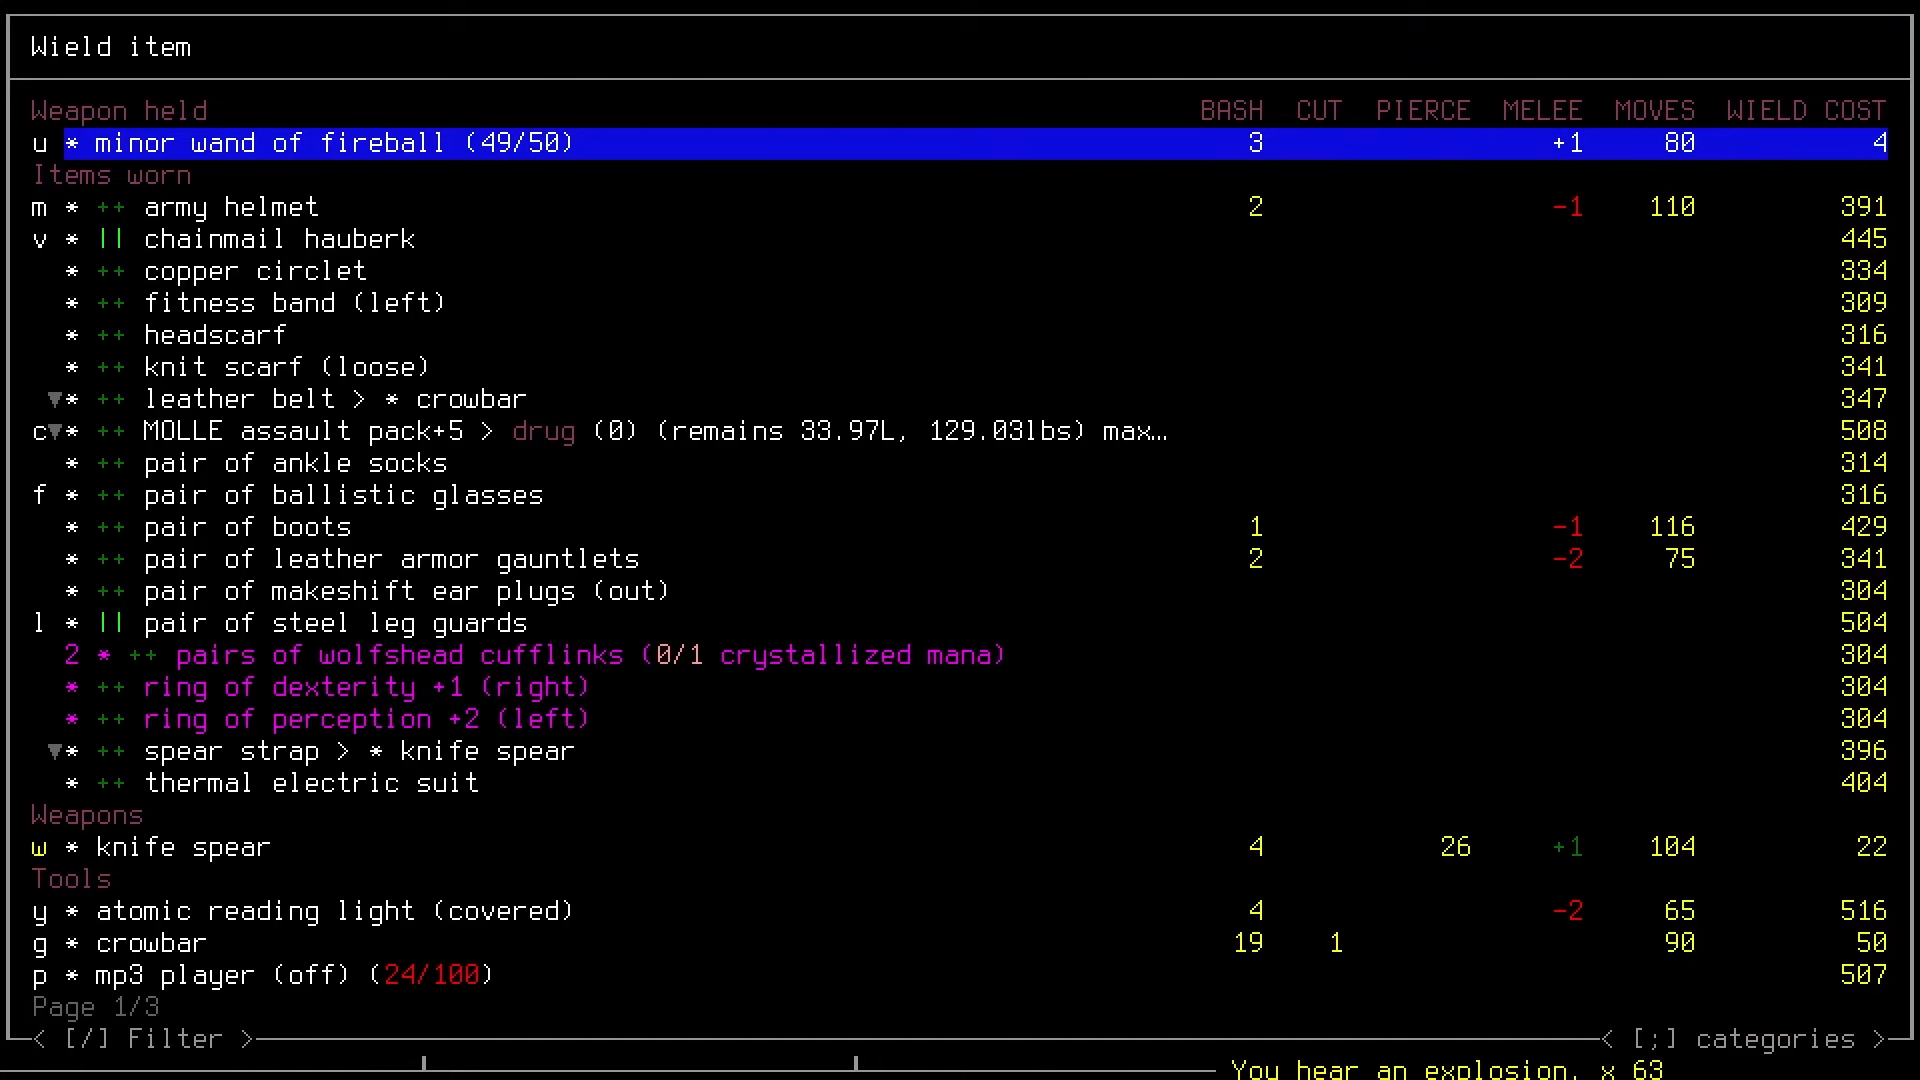 Wield item
Weapon held BASH CUT PIERCE MELEE MOVES WIELD COST
u * minor wand of fireball (49/50) 3 +1 80 4
Items worn
m * ++ army helmet 2 -1 110 391
v * || chainmail hauberk 445
* ++ copper circlet 334
* ++ fitness band (left) 309
* ++ headscarf 316
* ++ knit scarf (loose) 341
▼* ++ leather belt > * crowbar 347
c▼* ++ MOLLE assault pack+5 > drug (0) (remains 33.97L, 129.03lbs) max… 508
* ++ pair of ankle socks 314
f * ++ pair of ballistic glasses 316
* ++ pair of boots 1 -1 116 429
* ++ pair of leather armor gauntlets 2 -2 75 341
* ++ pair of makeshift ear plugs (out) 304
l * || pair of steel leg guards 504
2 * ++ pairs of wolfshead cufflinks (0/1 crystallized mana) 304
* ++ ring of dexterity +1 (right) 304
* ++ ring of perception +2 (left) 304
▼* ++ spear strap > * knife spear 396
* ++ thermal electric suit 404
Weapons
w * knife spear 4 26 +1 104 22
Tools
y * atomic reading light (covered) 4 -2 65 516
g * crowbar 19 1 90 50
p * mp3 player (off) (24/100) 507
Page 1/3
< [/] Filter > < [;] categories >
You hear an explosion. x 63